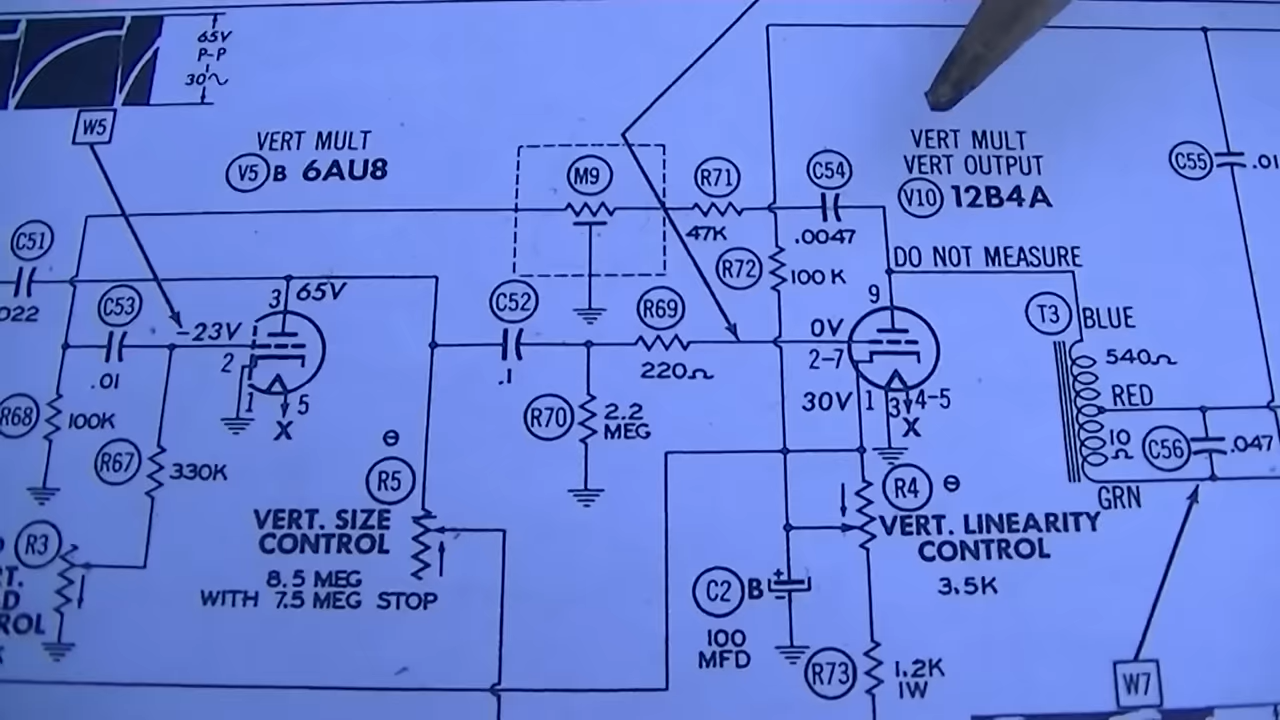 65V
P-P
30~
W5
VERT MULT
V5 B 6AU8
M9
R71
C54
VERT MULT
VERT OUTPUT
V10 12B4A
C55
.01
C51
022
47K
.0047
R72
100 K
DO NOT MEASURE
C53
3
65V
-23V
2
.01
1
5
X
C52
.1
R69
220Ω
9
0V
2-7
30V
1
3
4-5
X
T3
BLUE
540Ω
RED
10
Ω
C56
.047
GRN
R68
100K
R67
330K
R70
2.2
MEG
R5
VERT. SIZE
CONTROL
8.5 MEG
WITH 7.5 MEG STOP
R4
VERT. LINEARITY
CONTROL
3.5K
R3
T.
D
ROL
K
C2 B
+
-
100
MFD
R73
1.2K
1W
W7